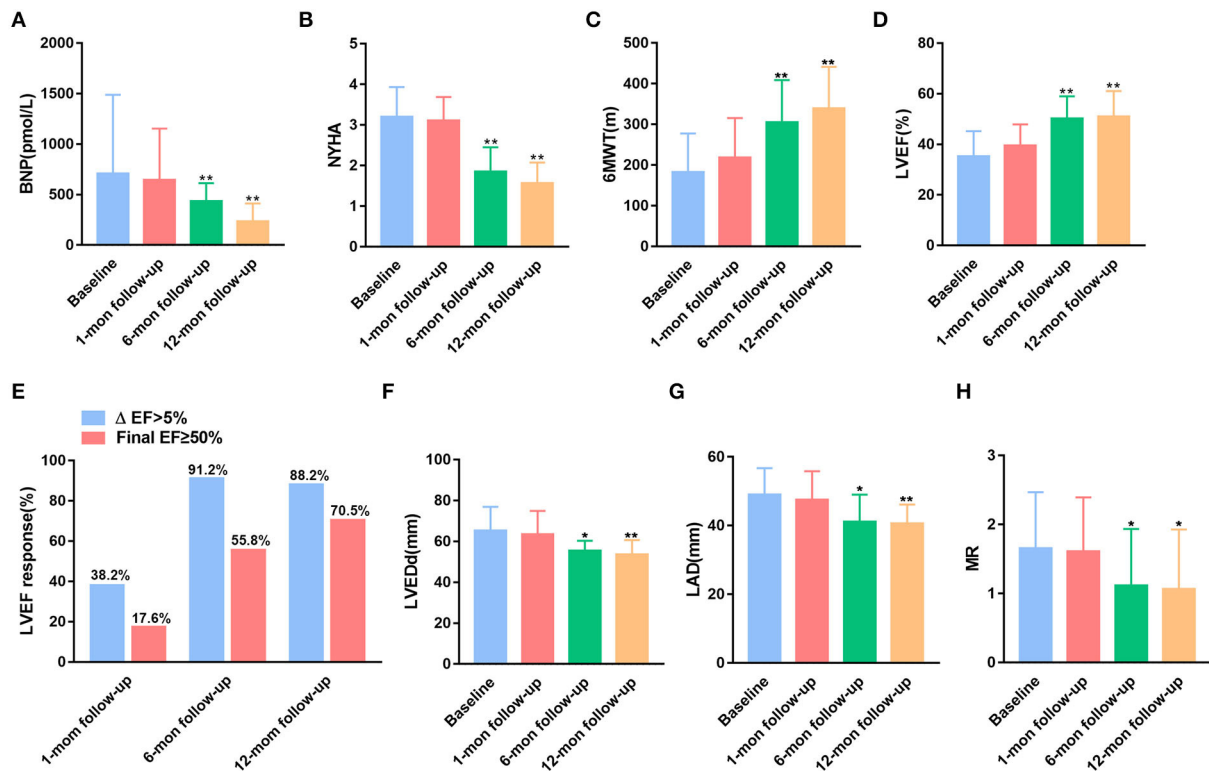 A
BNP(pmol/L)
2000
1500
1000
500
0
Baseline
1-mon follow-up
6-mon follow-up
12-mon follow-up
**
**
B
NYHA
5
4
3
2
1
0
Baseline
1-mon follow-up
6-mon follow-up
12-mon follow-up
**
**
C
6MWT(m)
500
400
300
200
100
0
Baseline
1-mon follow-up
6-mon follow-up
12-mon follow-up
**
**
D
LVEF(%)
80
60
40
20
0
Baseline
1-mon follow-up
6-mon follow-up
12-mon follow-up
**
**
E
Δ EF>5%
Final EF≥50%
LVEF response(%)
100
80
60
40
20
0
38.2%
17.6%
91.2%
55.8%
88.2%
70.5%
1-mon follow-up
6-mon follow-up
12-mom follow-up
F
LVEDd(mm)
100
80
60
40
20
0
Baseline
1-mon follow-up
6-mon follow-up
12-mon follow-up
*
**
G
LAD(mm)
60
40
20
0
Baseline
1-mon follow-up
6-mon follow-up
12-mon follow-up
*
**
H
MR
3
2
1
0
Baseline
1-mon follow-up
6-mon follow-up
12-mon follow-up
*
*